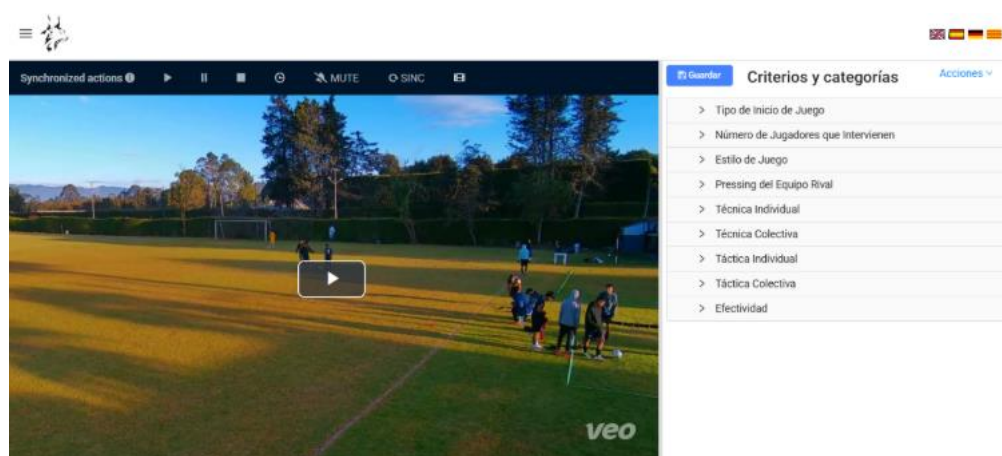 Synchronized actions
MUTE
SINC
Guardar
Criterios y categorías
Acciones
Tipo de Inicio de Juego
Número de Jugadores que Intervienen
Estilo de Juego
Pressing del Equipo Rival
Técnica Individual
Técnica Colectiva
Táctica Individual
Táctica Colectiva
Efectividad
veo